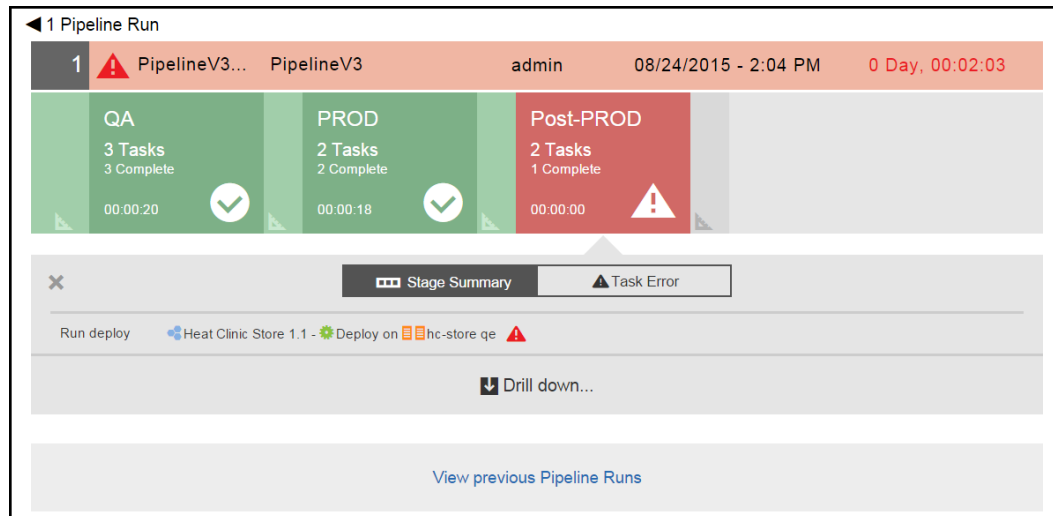 1 Pipeline Run
1 PipelineV3... PipelineV3 admin 08/24/2015 - 2:04 PM 0 Day, 00:02:03
QA
3 Tasks
3 Complete
00:00:20
PROD
2 Tasks
2 Complete
00:00:18
Post-PROD
2 Tasks
1 Complete
00:00:00
Stage Summary
Task Error
Run deploy Heat Clinic Store 1.1 - Deploy on hc-store qe
Drill down...
View previous Pipeline Runs